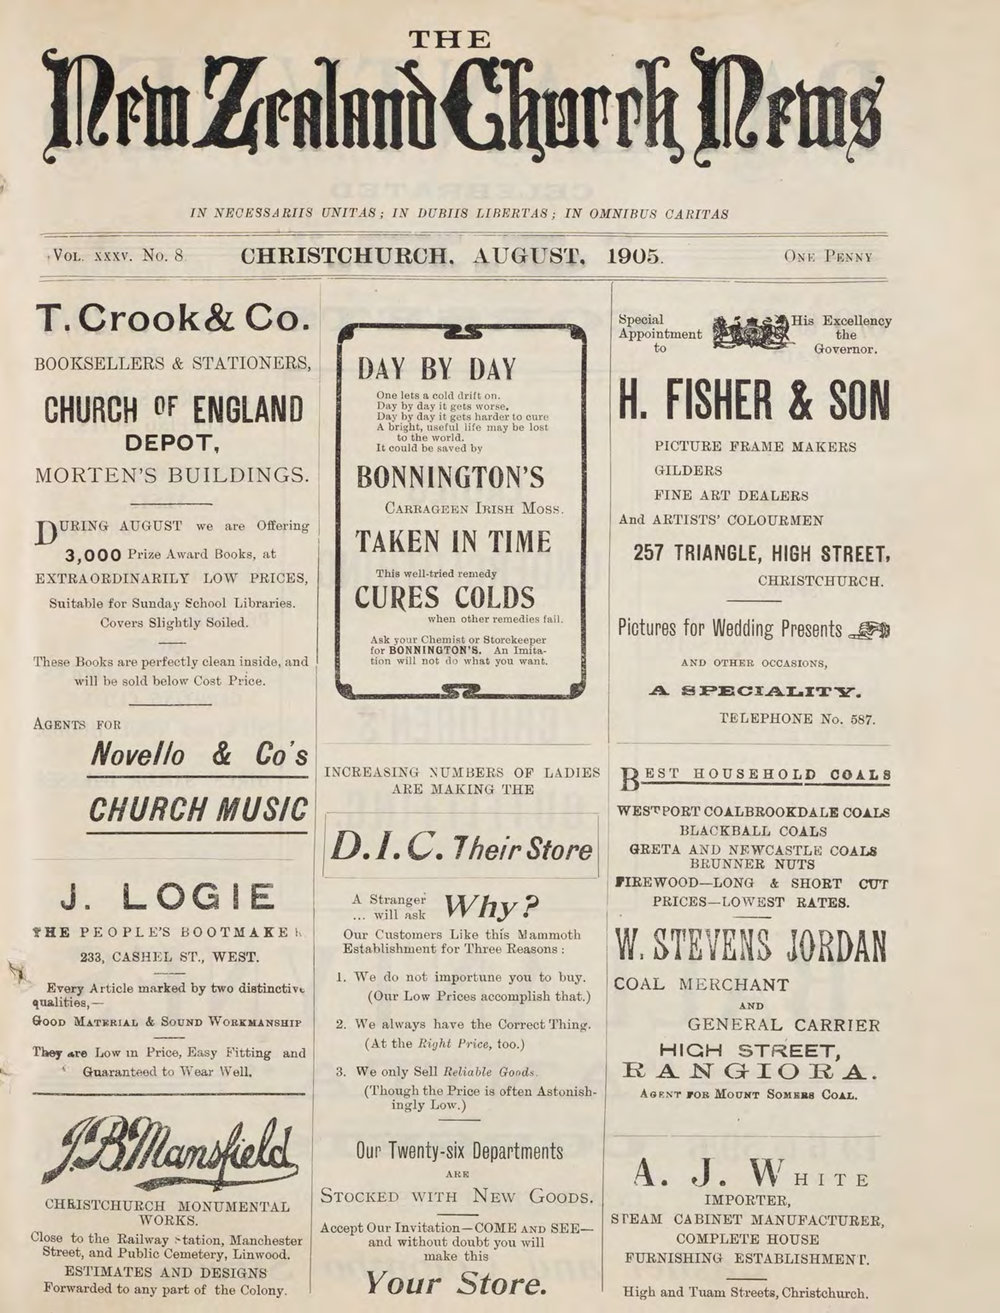 THE
New Zealand Church News
IN NECESSARIIS UNITAS; IN DUBIIS LIBERTAS; IN OMNIBUS CARITAS
VOL. XXXV. No. 8
CHRISTCHURCH, AUGUST, 1905.
ONE PENNY
T. Crook & Co.
BOOKSELLERS & STATIONERS,
CHURCH OF ENGLAND
DEPOT,
MORTEN'S BUILDINGS.
DURING AUGUST we are Offering
3,000 Prize Award Books, at
EXTRAORDINARILY LOW PRICES,
Suitable for Sunday School Libraries.
Covers Slightly Soiled.
These Books are perfectly clean inside, and
will be sold below Cost Price.
AGENTS FOR
Novello & Co's
CHURCH MUSIC
J. LOGIE
THE PEOPLE'S BOOTMAKER
233, CASHEL ST., WEST.
Every Article marked by two distinctive
qualities,—
GOOD MATERIAL & SOUND WORKMANSHIP
They are Low in Price, Easy Fitting and
Guaranteed to Wear Well.
J.B. Mansfield
CHRISTCHURCH MONUMENTAL
WORKS.
Close to the Railway Station, Manchester
Street, and Public Cemetery, Linwood.
ESTIMATES AND DESIGNS
Forwarded to any part of the Colony.
DAY BY DAY
One lets a cold drift on.
Day by day it gets worse.
Day by day it gets harder to cure
A bright, useful life may be lost
to the world.
It could be saved by
BONNINGTON'S
CARRAGEEN IRISH MOSS.
TAKEN IN TIME
This well-tried remedy
CURES COLDS
when other remedies fail.
Ask your Chemist or Storekeeper
for BONNINGTON'S. An Imita-
tion will not do what you want.
INCREASING NUMBERS OF LADIES
ARE MAKING THE
D.I.C. Their Store
A Stranger
... will ask Why?
Our Customers Like this Mammoth
Establishment for Three Reasons:
1. We do not importune you to buy.
(Our Low Prices accomplish that.)
2. We always have the Correct Thing.
(At the Right Price, too.)
3. We only Sell Reliable Goods.
(Though the Price is often Astonish-
ingly Low.)
Our Twenty-six Departments
ARE
STOCKED WITH NEW GOODS.
Accept Our Invitation—COME AND SEE—
and without doubt you will
make this
Your Store.
Special
Appointment
to
His Excellency
the
Governor.
H. FISHER & SON
PICTURE FRAME MAKERS
GILDERS
FINE ART DEALERS
And ARTISTS' COLOURMEN
257 TRIANGLE, HIGH STREET,
CHRISTCHURCH.
Pictures for Wedding Presents
AND OTHER OCCASIONS,
A SPECIALITY.
TELEPHONE No. 587.
BEST HOUSEHOLD COALS
WESTPORT COALBROOKDALE COALS
BLACKBALL COALS
GRETA AND NEWCASTLE COALS
BRUNNER NUTS
FIREWOOD—LONG & SHORT CUT
PRICES—LOWEST RATES.
W. STEVENS JORDAN
COAL MERCHANT
AND
GENERAL CARRIER
HIGH STREET,
RANGIORA.
AGENT FOR MOUNT SOMERS COAL.
A. J. WHITE
IMPORTER,
STEAM CABINET MANUFACTURER,
COMPLETE HOUSE
FURNISHING ESTABLISHMENT.
High and Tuam Streets, Christchurch.